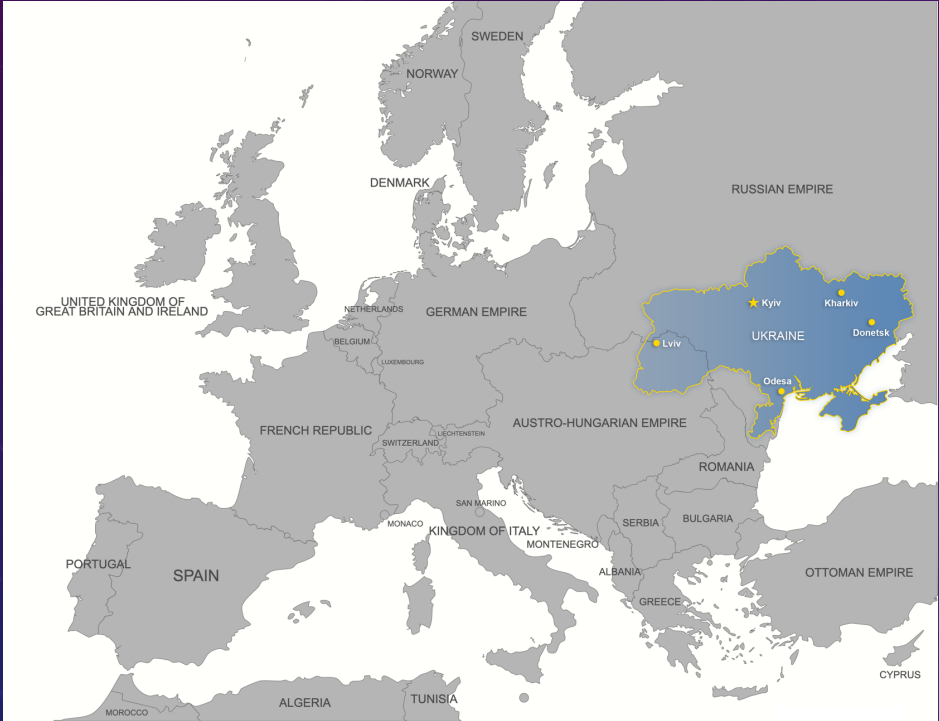 SWEDEN
NORWAY
DENMARK
RUSSIAN EMPIRE
UNITED KINGDOM OF
GREAT BRITAIN AND IRELAND
NETHERLANDS
GERMAN EMPIRE
BELGIUM
LUXEMBOURG
Kyiv
Kharkiv
Donetsk
UKRAINE
Lviv
Odesa
FRENCH REPUBLIC
SWITZERLAND
LIECHTENSTEIN
AUSTRO-HUNGARIAN EMPIRE
ROMANIA
SAN MARINO
MONACO
KINGDOM OF ITALY
MONTENEGRO
SERBIA
BULGARIA
PORTUGAL
SPAIN
ALBANIA
GREECE
OTTOMAN EMPIRE
CYPRUS
MOROCCO
ALGERIA
TUNISIA